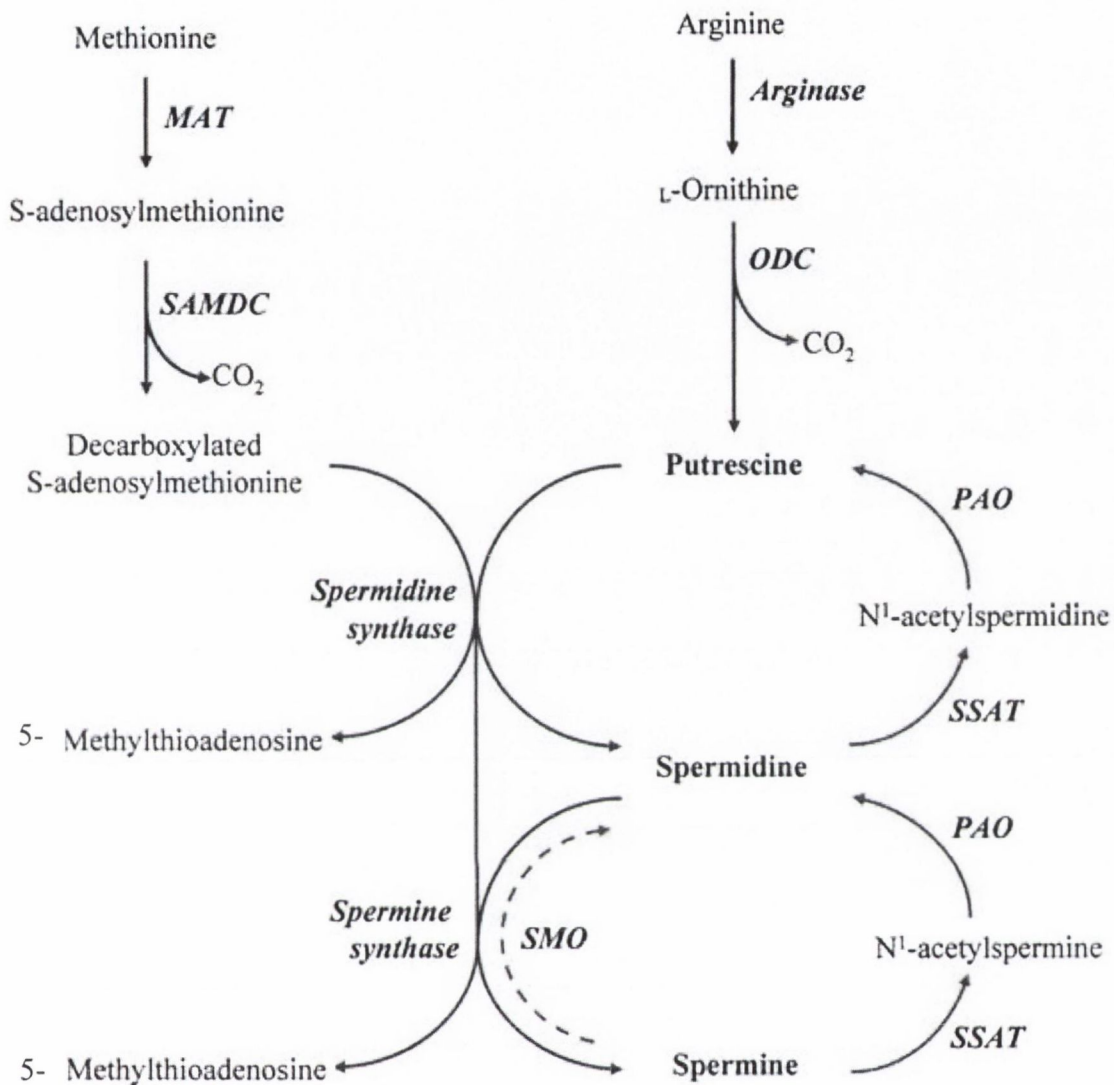 Methionine
Arginine
MAT
Arginase
S-adenosylmethionine
L-Ornithine
SAMDC
ODC
CO₂
CO₂
Decarboxylated
S-adenosylmethionine
Putrescine
PAO
Spermidine
synthase
N¹-acetylspermidine
SSAT
5- Methylthioadenosine
Spermidine
PAO
Spermine
synthase
SMO
N¹-acetylspermine
SSAT
5- Methylthioadenosine
Spermine